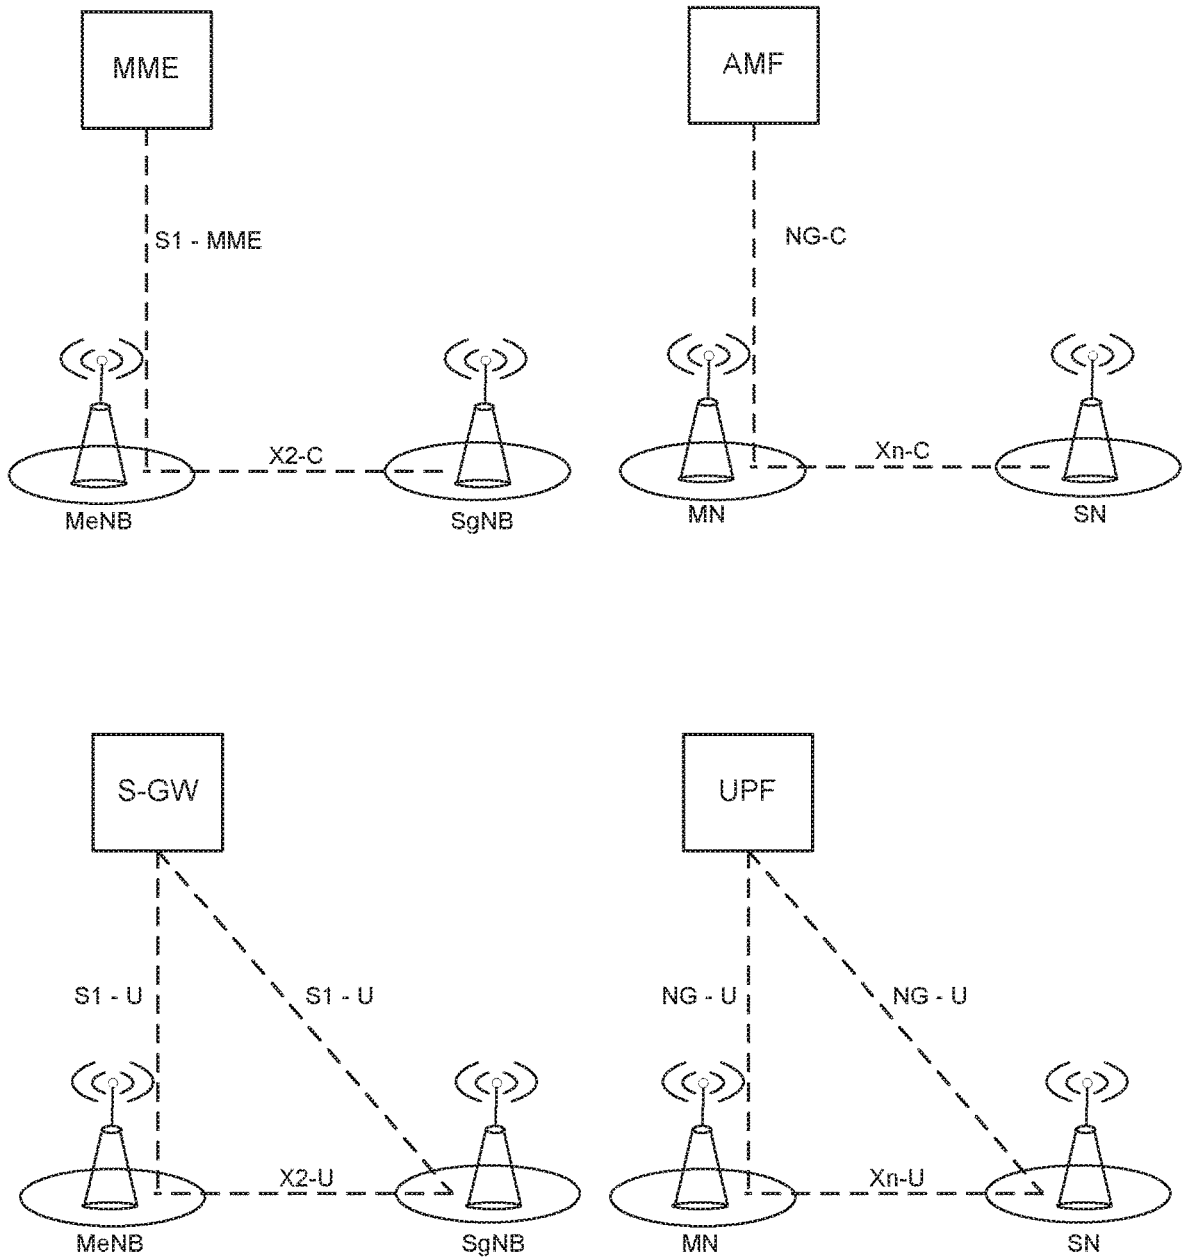 MME
AMF
S1 - MME
NG-C
X2-C
Xn-C
MeNB
SgNB
MN
SN
S-GW
UPF
S1 - U
S1 - U
NG - U
NG - U
X2-U
Xn-U
MeNB
SgNB
MN
SN